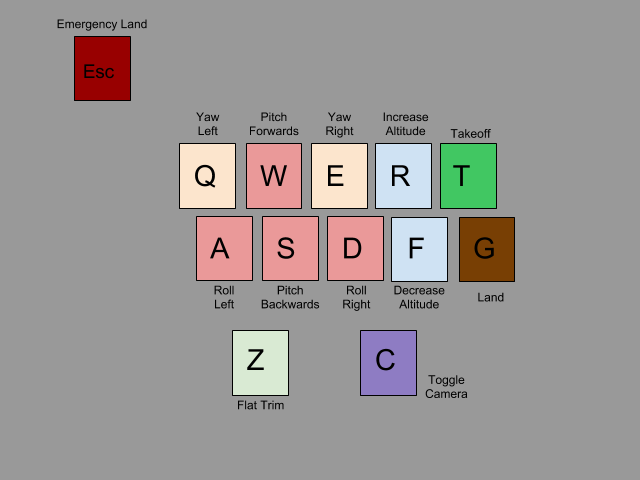 Emergency Land
Esc
Yaw
Left
Pitch
Forwards
Yaw
Right
Increase
Altitude
Takeoff
Q
W
E
R
T
A
S
D
F
G
Roll
Left
Pitch
Backwards
Roll
Right
Decrease
Altitude
Land
Z
C
Flat Trim
Toggle
Camera